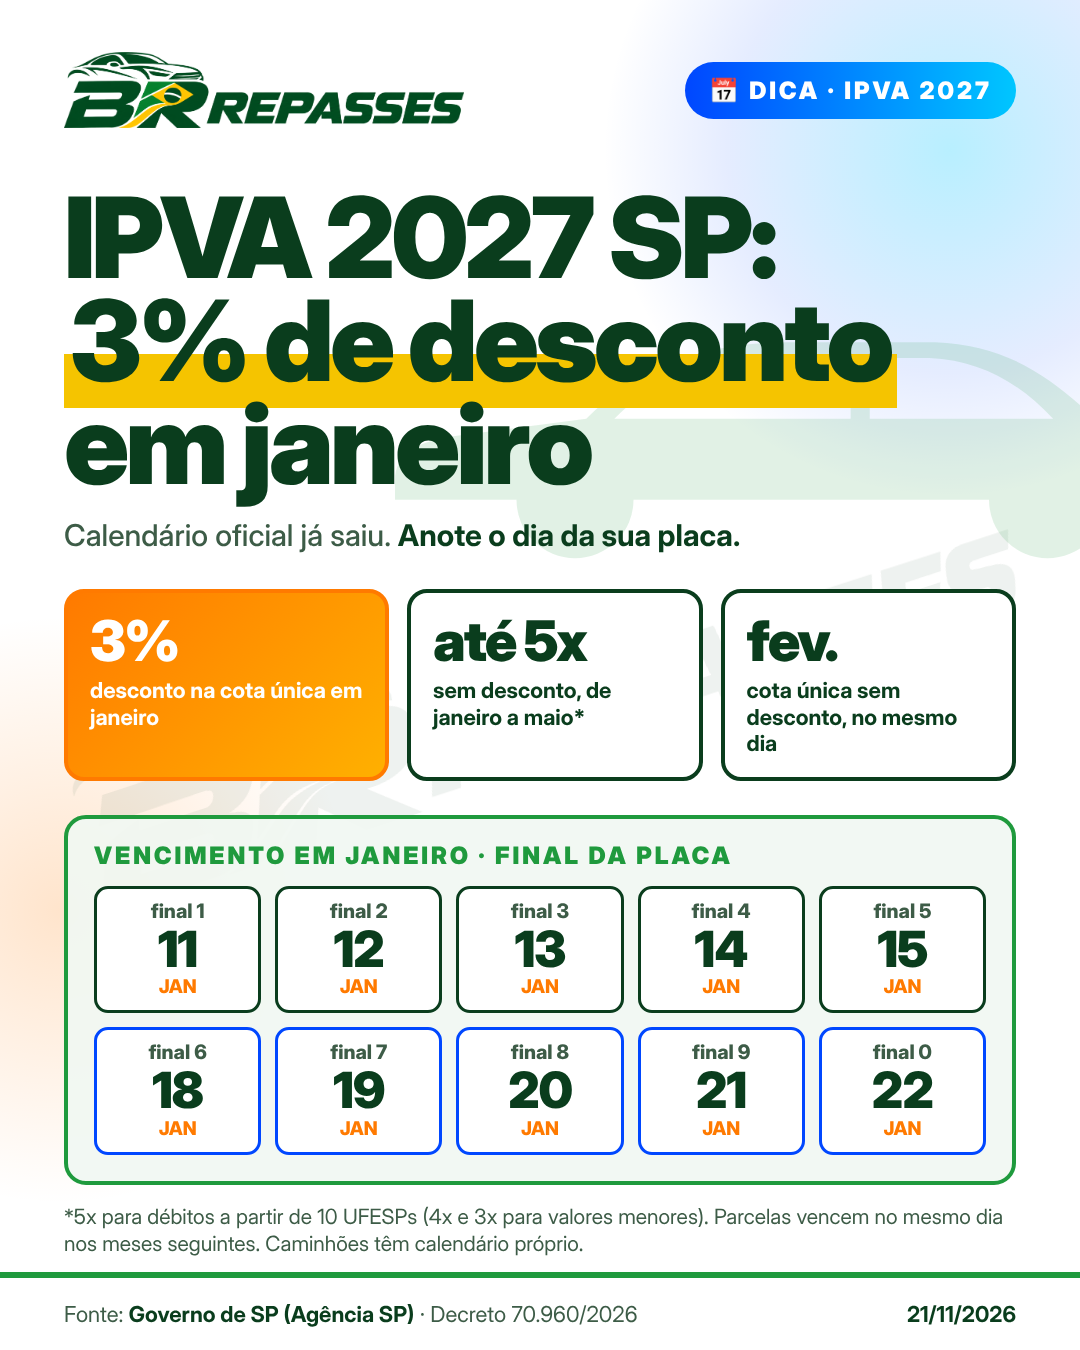 BR REPASSES
📅 DICA · IPVA 2027
IPVA 2027 SP:
3% de desconto
em janeiro
Calendário oficial já saiu. Anote o dia da sua placa.
3%
desconto na cota única em
janeiro
até 5x
sem desconto, de
janeiro a maio*
fev.
cota única sem
desconto, no mesmo
dia
VENCIMENTO EM JANEIRO · FINAL DA PLACA
final 1
11
JAN
final 2
12
JAN
final 3
13
JAN
final 4
14
JAN
final 5
15
JAN
final 6
18
JAN
final 7
19
JAN
final 8
20
JAN
final 9
21
JAN
final 0
22
JAN
*5x para débitos a partir de 10 UFESPs (4x e 3x para valores menores). Parcelas vencem no mesmo dia
nos meses seguintes. Caminhões têm calendário próprio.
Fonte: Governo de SP (Agência SP) · Decreto 70.960/2026
21/11/2026